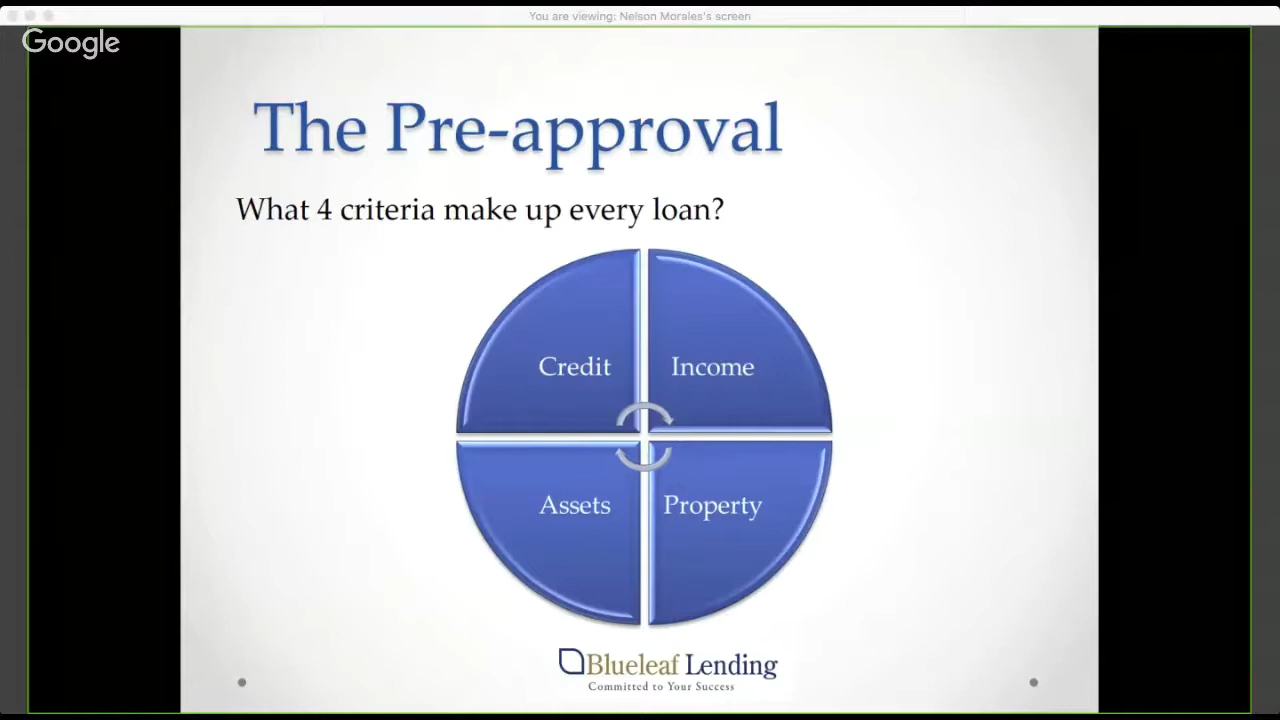 You are viewing: Nelson Morales's screen
Google
The Pre-approval
What 4 criteria make up every loan?
Credit
Income
Assets
Property
Blueleaf Lending
Committed to Your Success